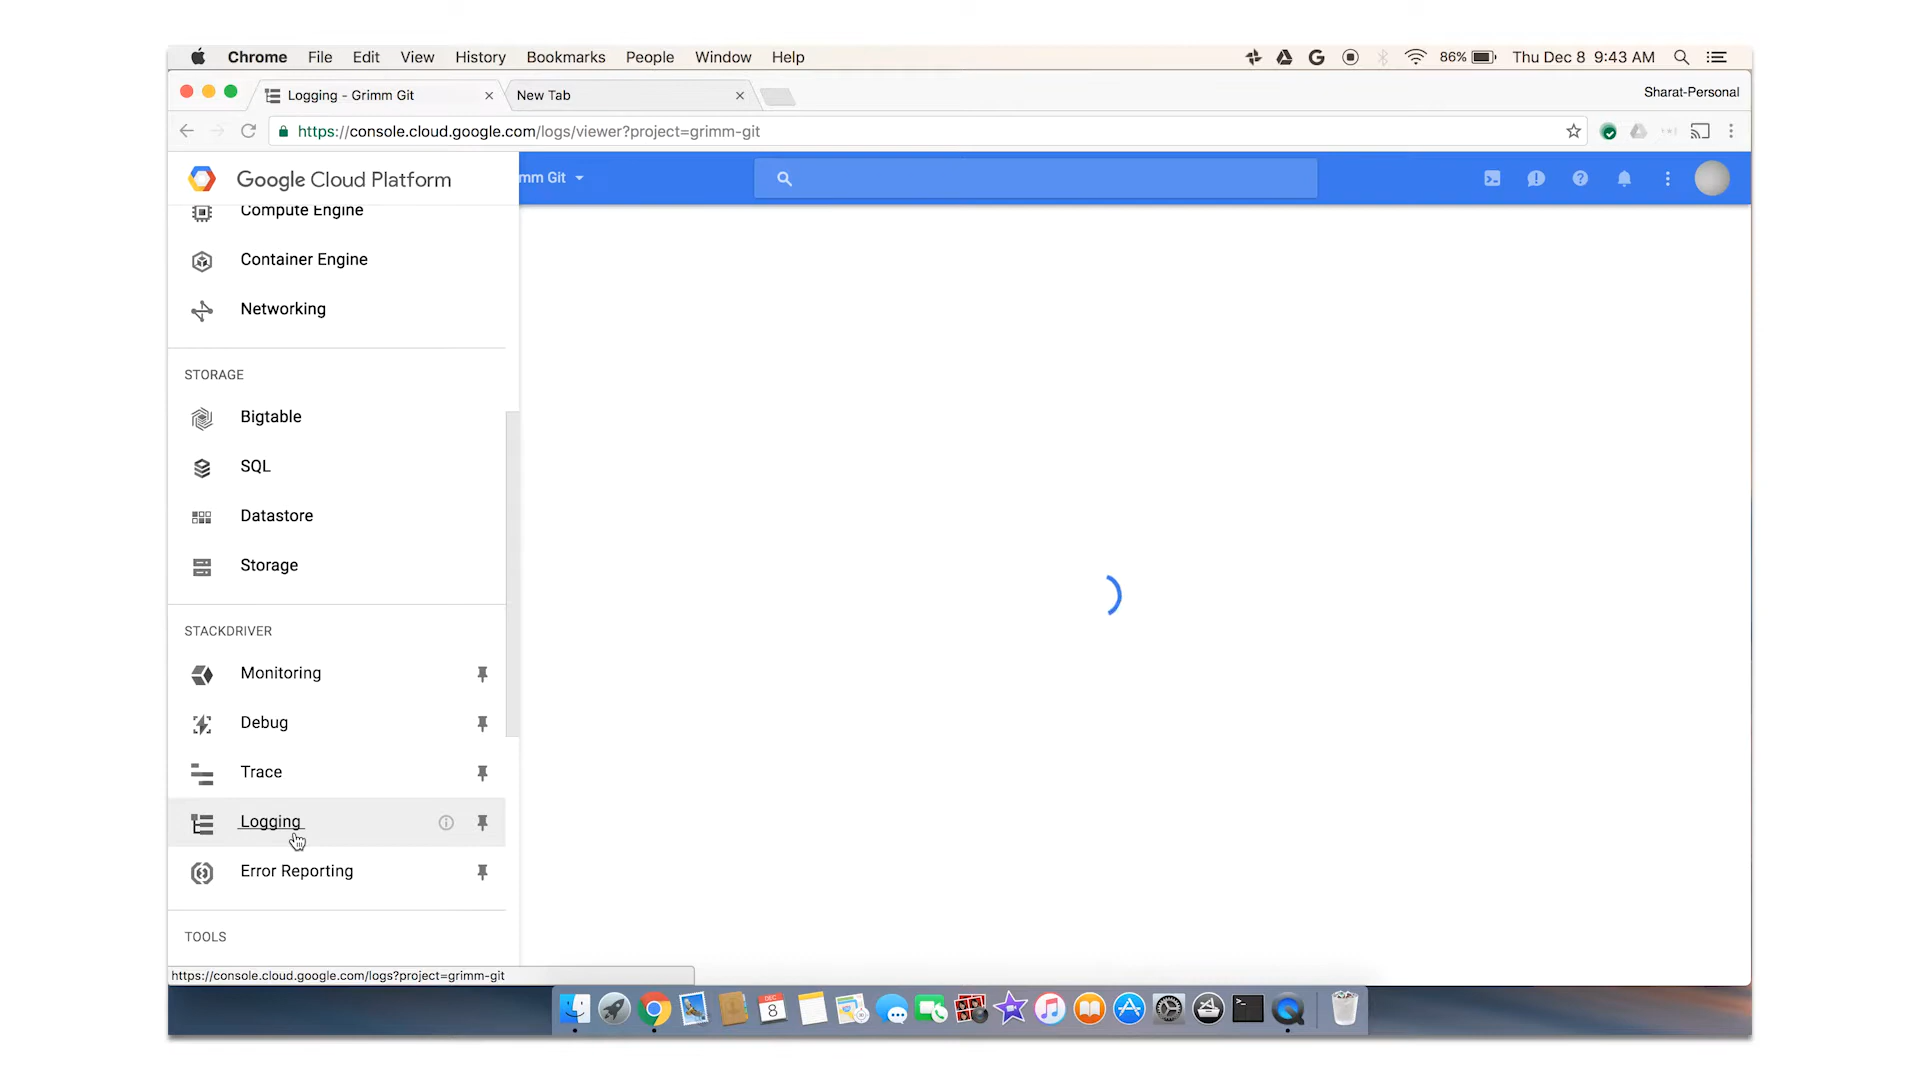 Chrome File Edit View History Bookmarks People Window Help 86% Thu Dec 8 9:43 AM
Logging - Grimm Git New Tab Sharat-Personal
https://console.cloud.google.com/logs/viewer?project=grimm-git
Google Cloud Platform mm Git
Compute Engine
Container Engine
Networking
STORAGE
Bigtable
SQL
Datastore
Storage
STACKDRIVER
Monitoring
Debug
Trace
Logging
Error Reporting
TOOLS
https://console.cloud.google.com/logs?project=grimm-git
DEC
8